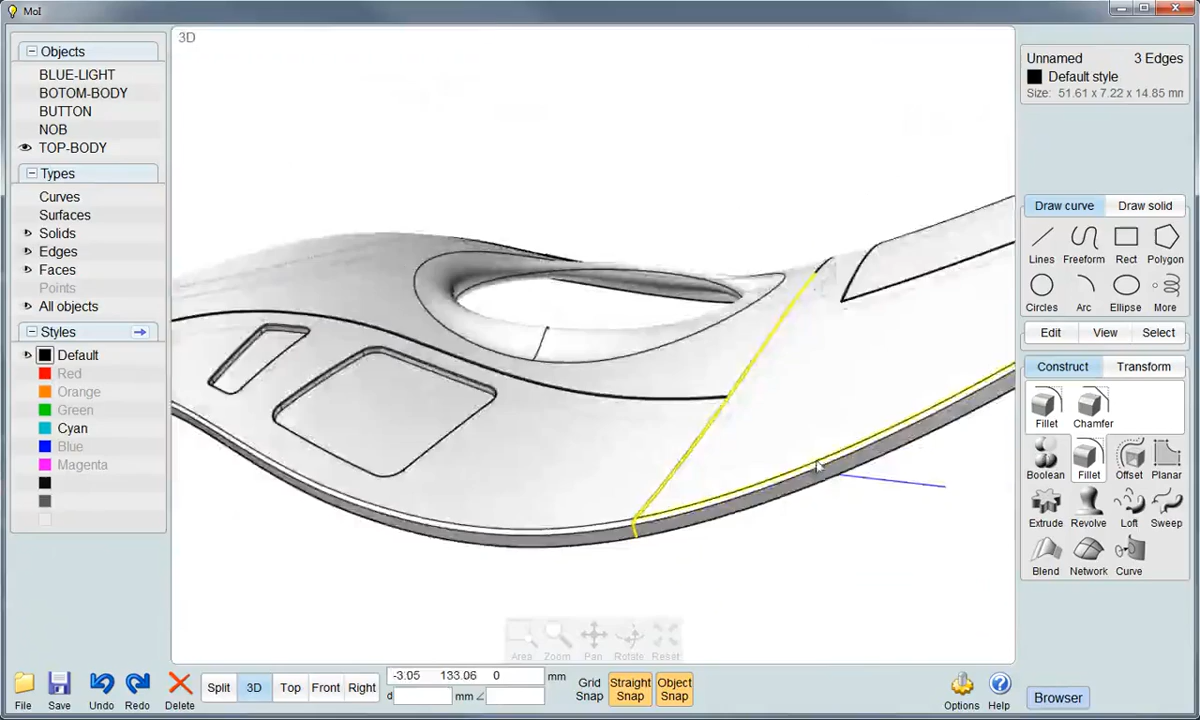 MoI
Objects
BLUE-LIGHT
BOTOM-BODY
BUTTON
NOB
TOP-BODY
Types
Curves
Surfaces
Solids
Edges
Faces
Points
All objects
Styles
Default
Red
Orange
Green
Cyan
Blue
Magenta
3D
Area Zoom Pan Rotate Reset
Unnamed 3 Edges
Default style
Size: 51.61 x 7.22 x 14.85 mm
Draw curve Draw solid
Lines Freeform Rect Polygon
Circles Arc Ellipse More
Edit View Select
Construct Transform
Fillet Chamfer
Boolean Fillet Offset Planar
Extrude Revolve Loft Sweep
Blend Network Curve
File Save Undo Redo Delete
Split 3D Top Front Right
-3.05 133.06 0 mm
d mm ∠
Grid Snap
Straight Snap
Object Snap
Options Help
Browser